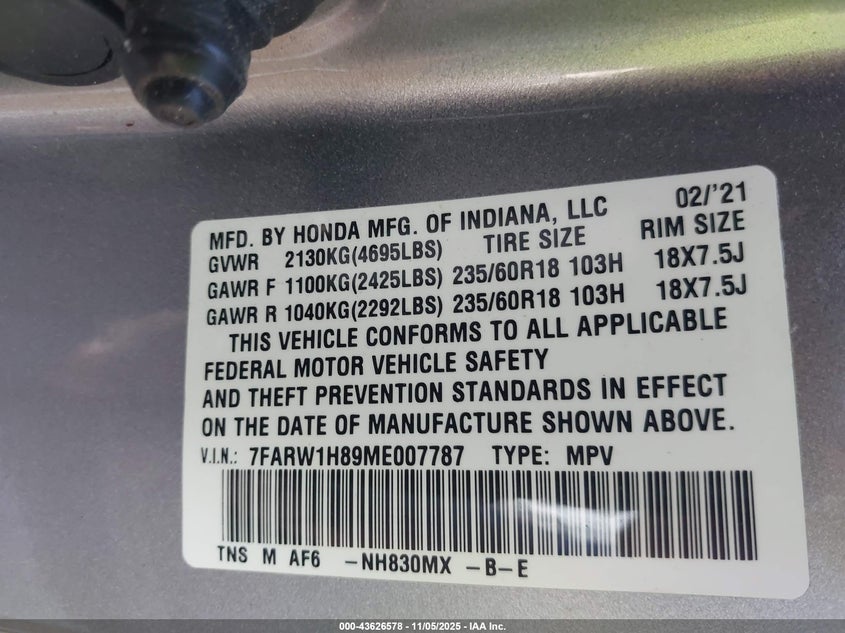 MFD. BY HONDA MFG. OF INDIANA, LLC 02/'21
GVWR 2130KG(4695LBS) TIRE SIZE RIM SIZE
GAWR F 1100KG(2425LBS) 235/60R18 103H 18X7.5J
GAWR R 1040KG(2292LBS) 235/60R18 103H 18X7.5J
THIS VEHICLE CONFORMS TO ALL APPLICABLE
FEDERAL MOTOR VEHICLE SAFETY
AND THEFT PREVENTION STANDARDS IN EFFECT
ON THE DATE OF MANUFACTURE SHOWN ABOVE.
V.I.N.: 7FARW1H89ME007787 TYPE: MPV
TNS M AF6 -NH830MX -B-E
000-43626578 - 11/05/2025 - IAA Inc.